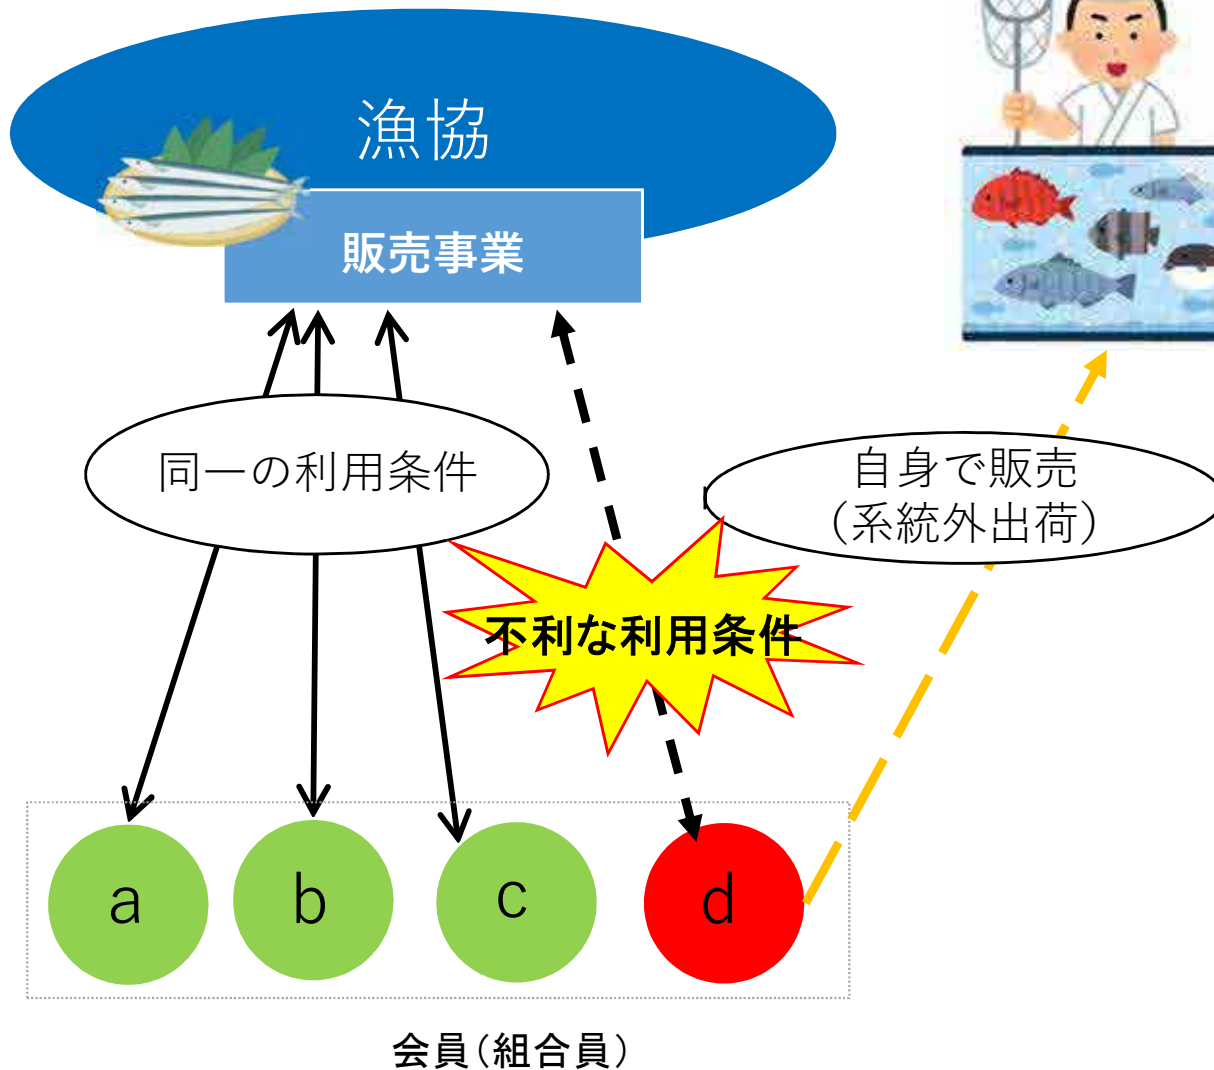 漁協
販売事業
同一の利用条件
自身で販売
（系統外出荷）
不利な利用条件
a
b
c
d
会員（組合員）